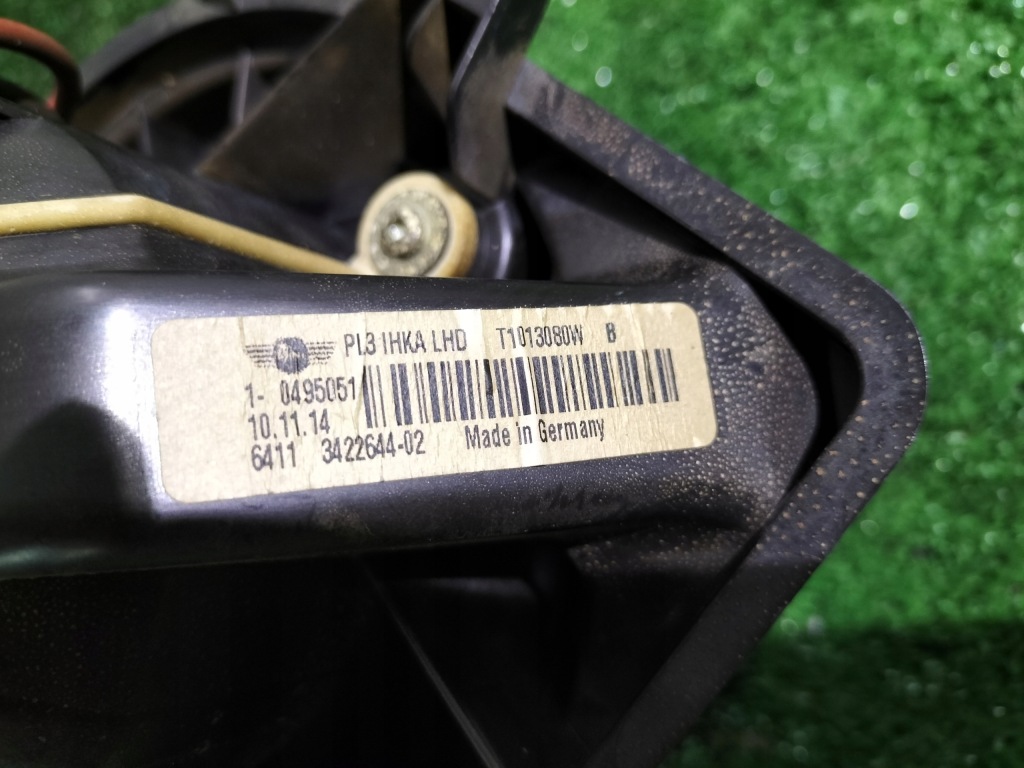 PL3 IHKA LHD T1013080W B
1- 0495051
10.11.14
6411 3422644-02 Made in Germany